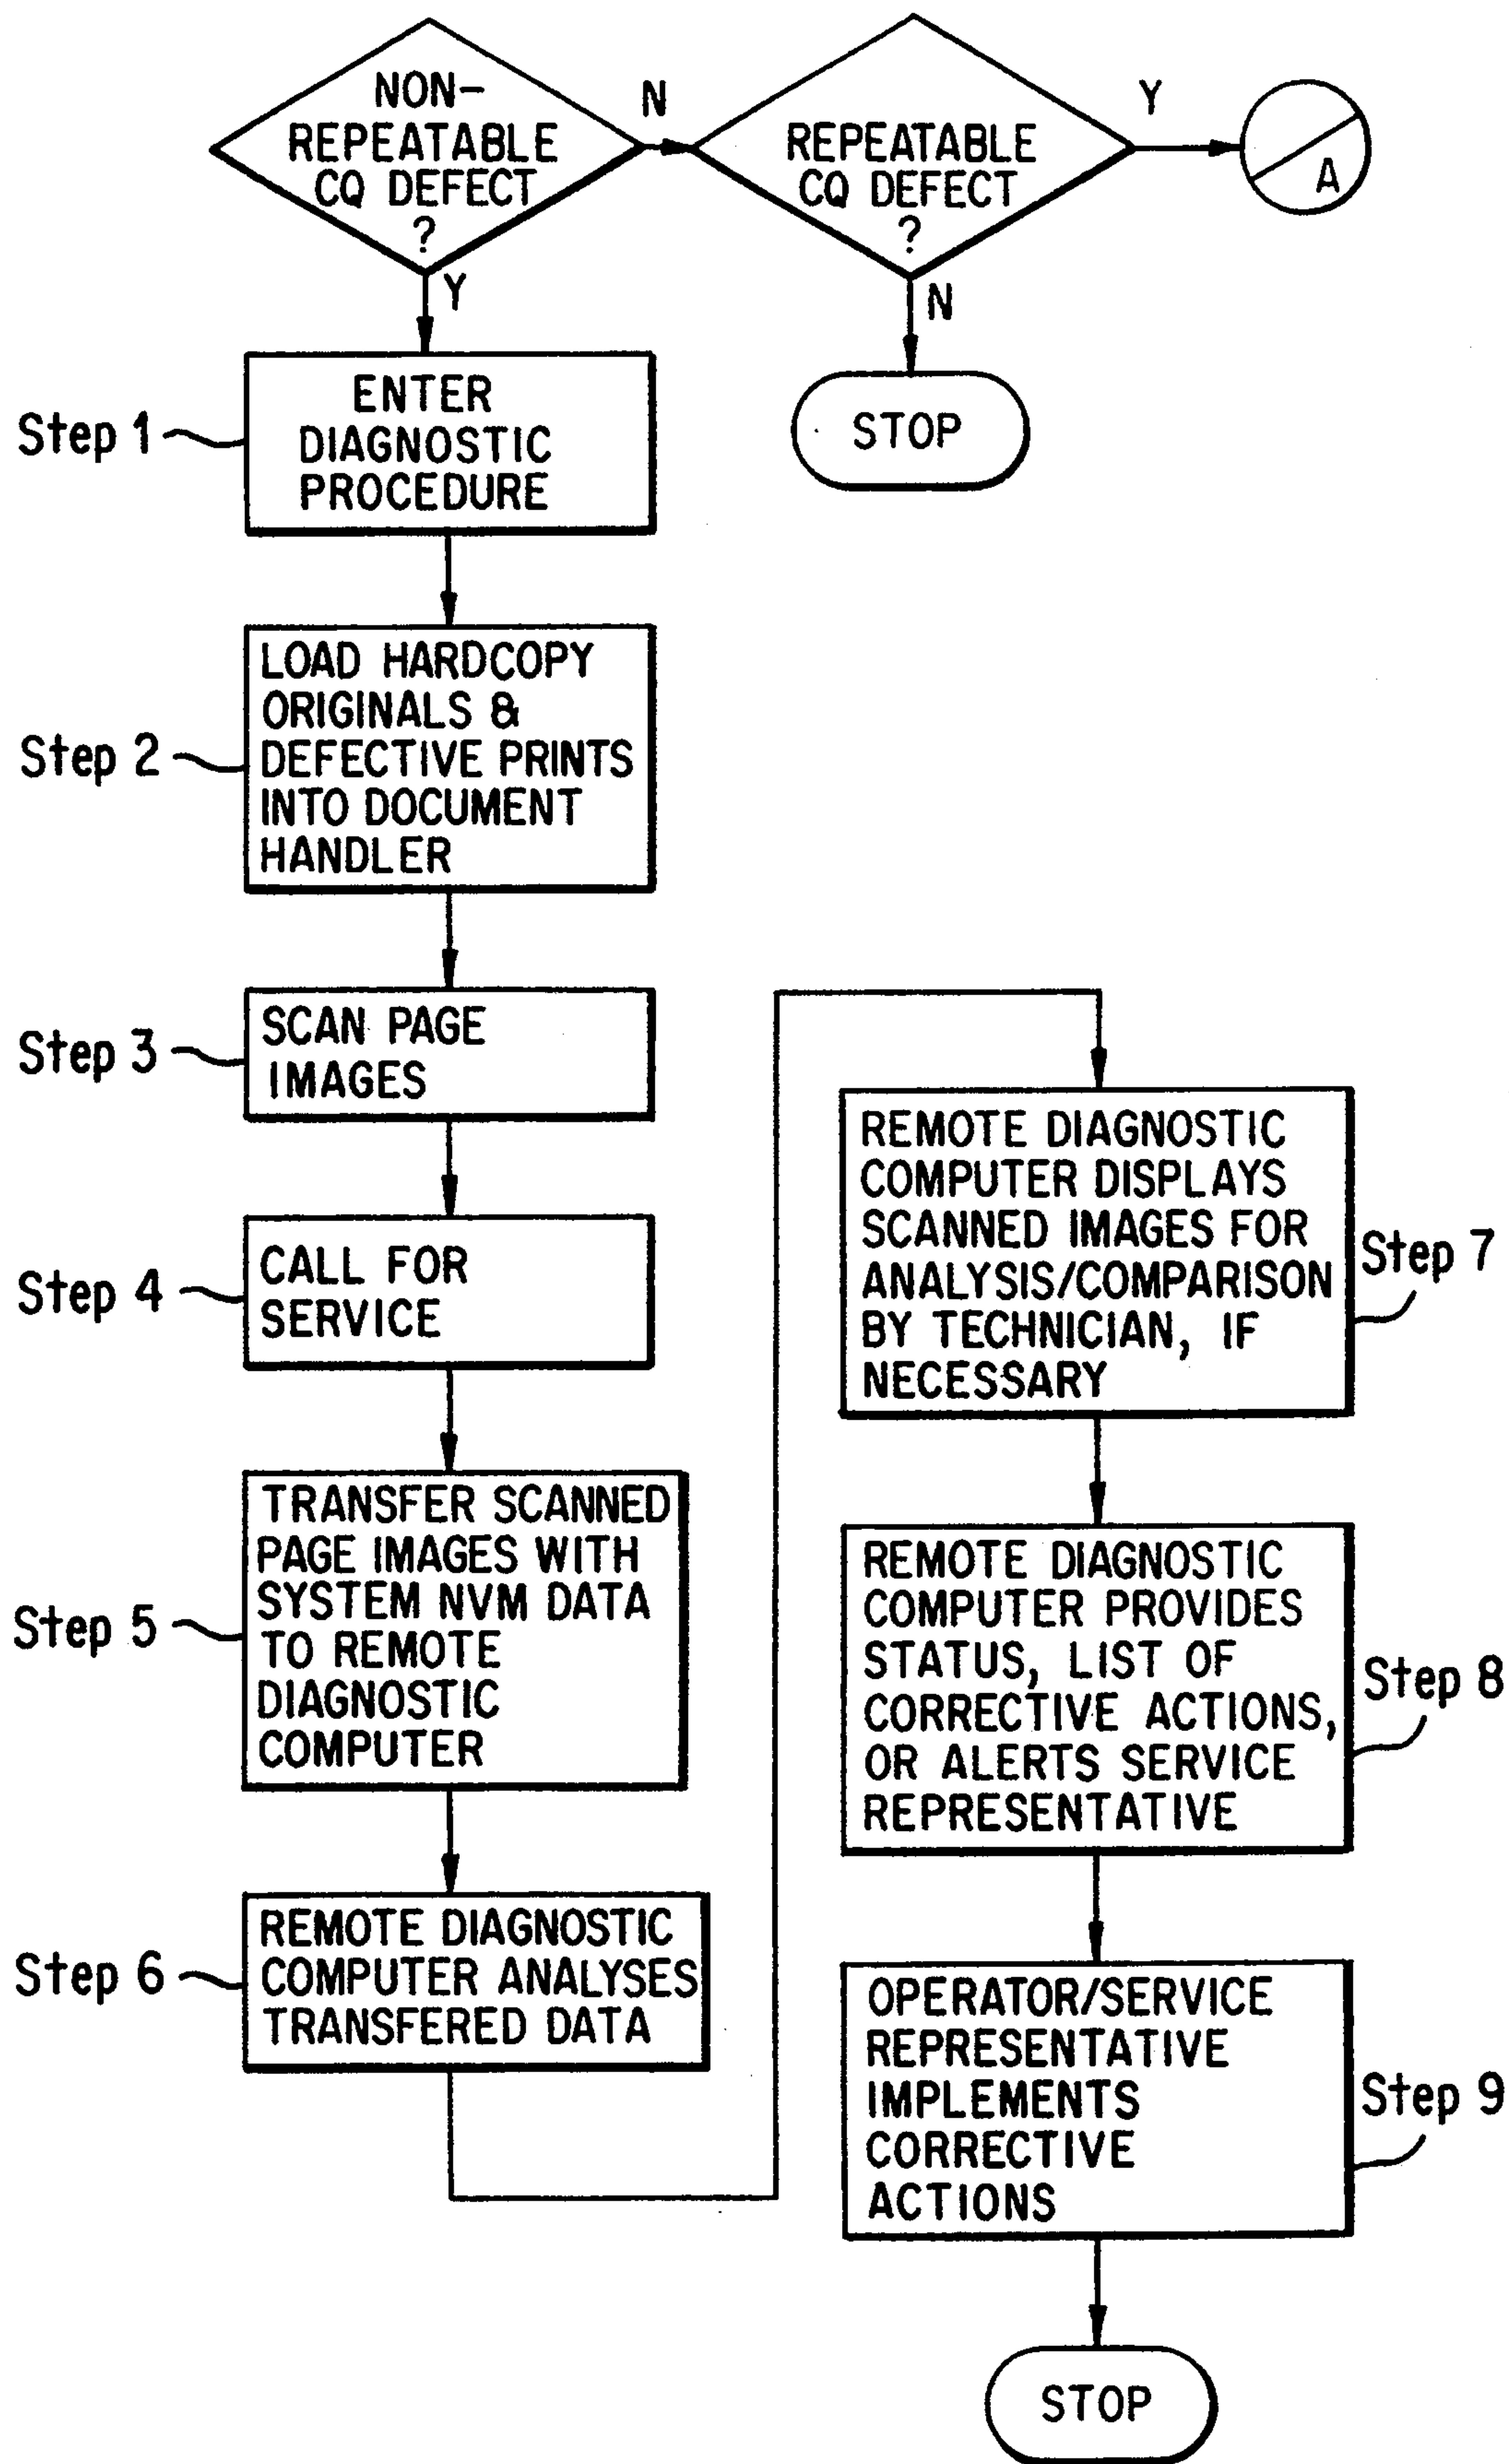 NON-
REPEATABLE
CQ DEFECT
?
N
Y
REPEATABLE
CQ DEFECT
?
Y
A
N
STOP
Step 1
ENTER
DIAGNOSTIC
PROCEDURE
Step 2
LOAD HARDCOPY
ORIGINALS &
DEFECTIVE PRINTS
INTO DOCUMENT
HANDLER
Step 3
SCAN PAGE
IMAGES
Step 4
CALL FOR
SERVICE
Step 5
TRANSFER SCANNED
PAGE IMAGES WITH
SYSTEM NVM DATA
TO REMOTE
DIAGNOSTIC
COMPUTER
Step 6
REMOTE DIAGNOSTIC
COMPUTER ANALYSES
TRANSFERED DATA
REMOTE DIAGNOSTIC
COMPUTER DISPLAYS
SCANNED IMAGES FOR
ANALYSIS/COMPARISON
BY TECHNICIAN, IF
NECESSARY
Step 7
REMOTE DIAGNOSTIC
COMPUTER PROVIDES
STATUS, LIST OF
CORRECTIVE ACTIONS,
OR ALERTS SERVICE
REPRESENTATIVE
Step 8
OPERATOR/SERVICE
REPRESENTATIVE
IMPLEMENTS
CORRECTIVE
ACTIONS
Step 9
STOP